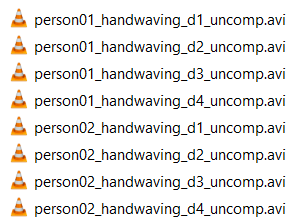 person01_handwaving_d1_uncomp.avi
person01_handwaving_d2_uncomp.avi
person01_handwaving_d3_uncomp.avi
person01_handwaving_d4_uncomp.avi
person02_handwaving_d1_uncomp.avi
person02_handwaving_d2_uncomp.avi
person02_handwaving_d3_uncomp.avi
person02_handwaving_d4_uncomp.avi